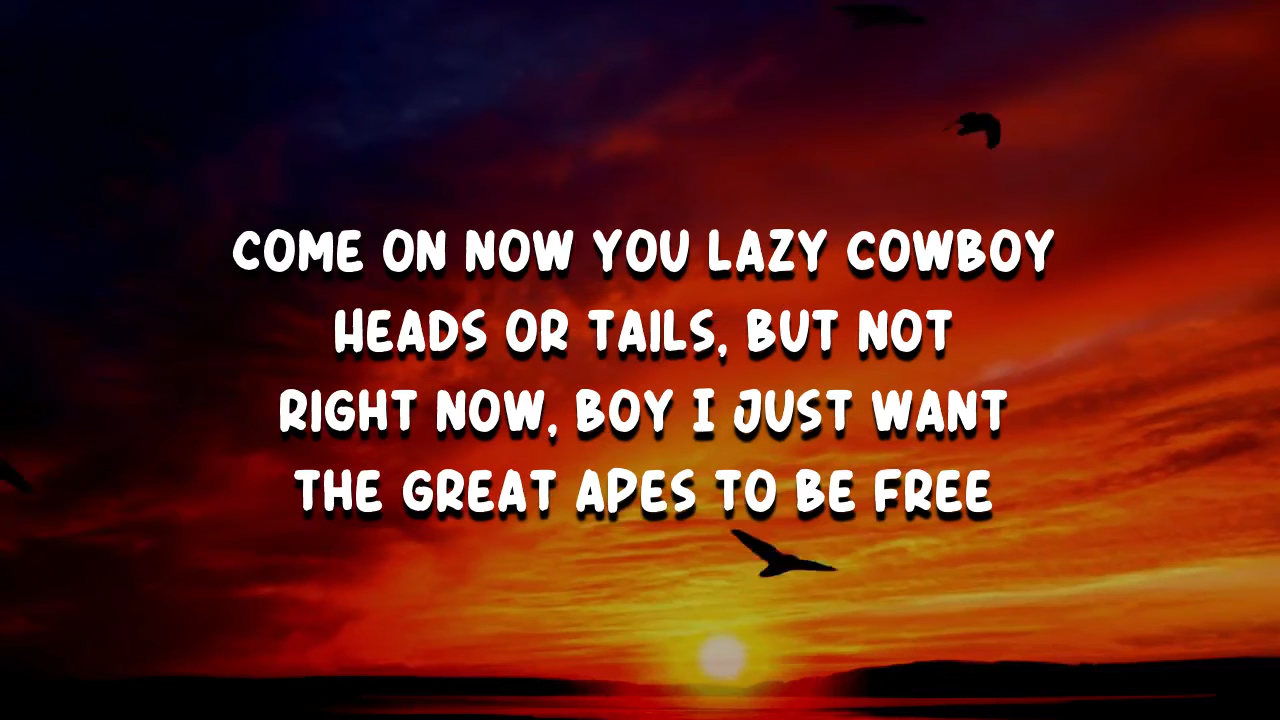 COME ON NOW YOU LAZY COWBOY
HEADS OR TAILS, BUT NOT
RIGHT NOW, BOY I JUST WANT
THE GREAT APES TO BE FREE